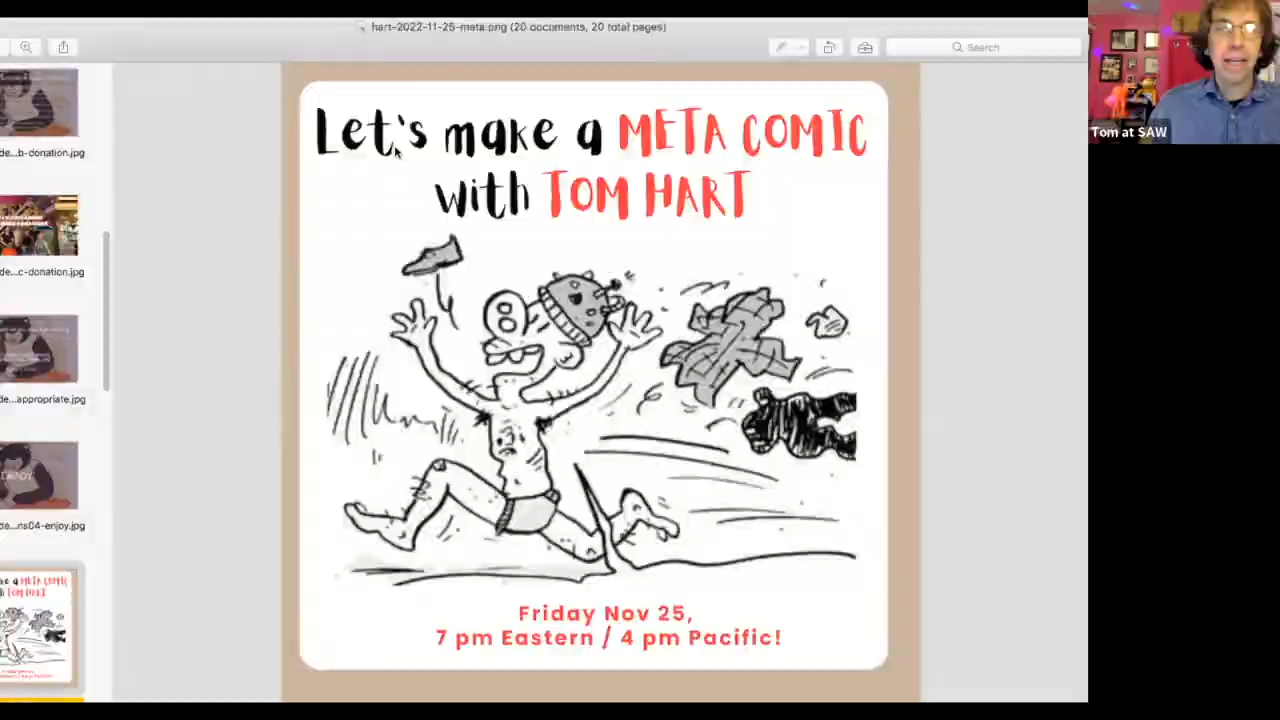 hart-2022-11-25-meta.png (20 documents, 20 total pages)
Search
Tom at SAW
de...b-donation.jpg
de...c-donation.jpg
de...appropriate.jpg
de...ns04-enjoy.jpg
Let's make a META COMIC
with TOM HART
Friday Nov 25,
7 pm Eastern / 4 pm Pacific!